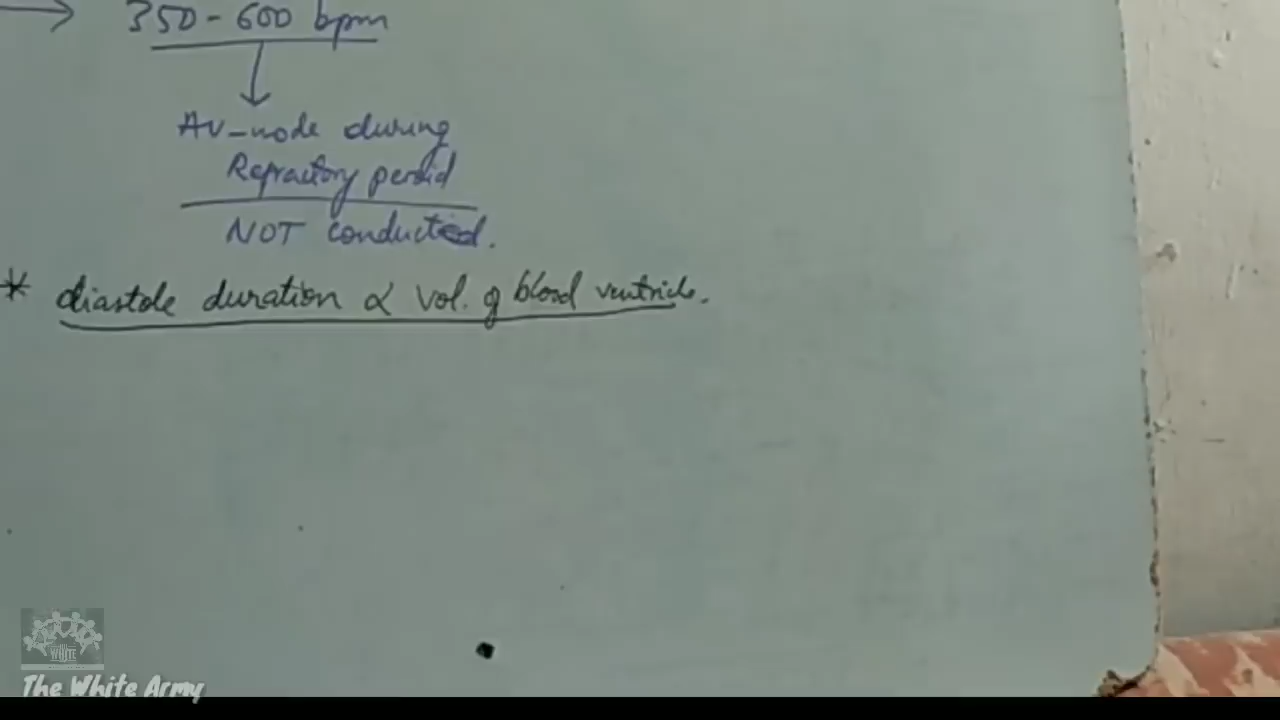 350 - 600 bpm
AV-node during
Refractory period
NOT conducted.
* diastole duration ∝ vol. of blood ventricle.
WHITE
The White Army